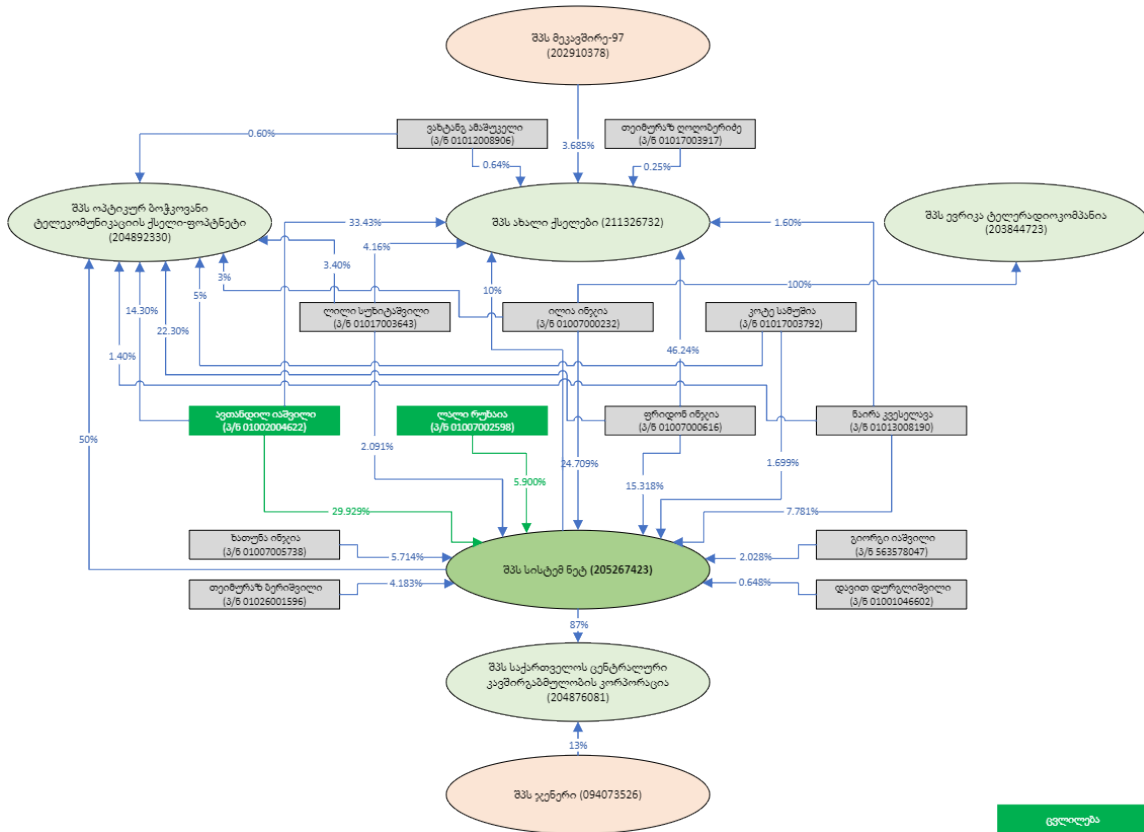 შპს მეკავშირე-97
(202910378)
ვახტანგ ამაშუკელი
(პ/ნ 01012008906)
თეიმურაზ ღოღობერიძე
(პ/ნ 01017003917)
0.60%
3.685%
0.64%
0.25%
შპს ოპტიკურ ბოჭკოვანი
ტელეკომუნიკაციის ქსელი-ფოპტნეტი
(204892330)
შპს ახალი ქსელები (211326732)
შპს ევრიკა ტელერადიოკომპანია
(203844723)
33.43%
1.60%
4.16%
3.40%
3%
10%
100%
5%
14.30%
22.30%
1.40%
46.24%
ლილი სუხიტაშვილი
(პ/ნ 01017003643)
ილია ინჯია
(პ/ნ 01007000232)
კოტე სამუშია
(პ/ნ 01017003792)
ავთანდილ იაშვილი
(პ/ნ 01002004622)
ლალი რუხაია
(პ/ნ 01007002598)
ფრიდონ ინჯია
(პ/ნ 01007000616)
ნაირა კვესელავა
(პ/ნ 01013008190)
50%
2.091%
24.709%
1.699%
5.900%
15.318%
7.781%
29.929%
ხათუნა ინჯია
(პ/ნ 01007005738)
5.714%
თეიმურაზ ბერიშვილი
(პ/ნ 01026001596)
4.183%
შპს სისტემ ნეტ (205267423)
2.028%
გიორგი იაშვილი
(პ/ნ 563578047)
0.648%
დავით დურგლიშვილი
(პ/ნ 01001046602)
87%
შპს საქართველოს ცენტრალური
კავშირგაბმულობის კორპორაცია
(204876081)
13%
შპს ჯენერი (094073526)
ცვლილება